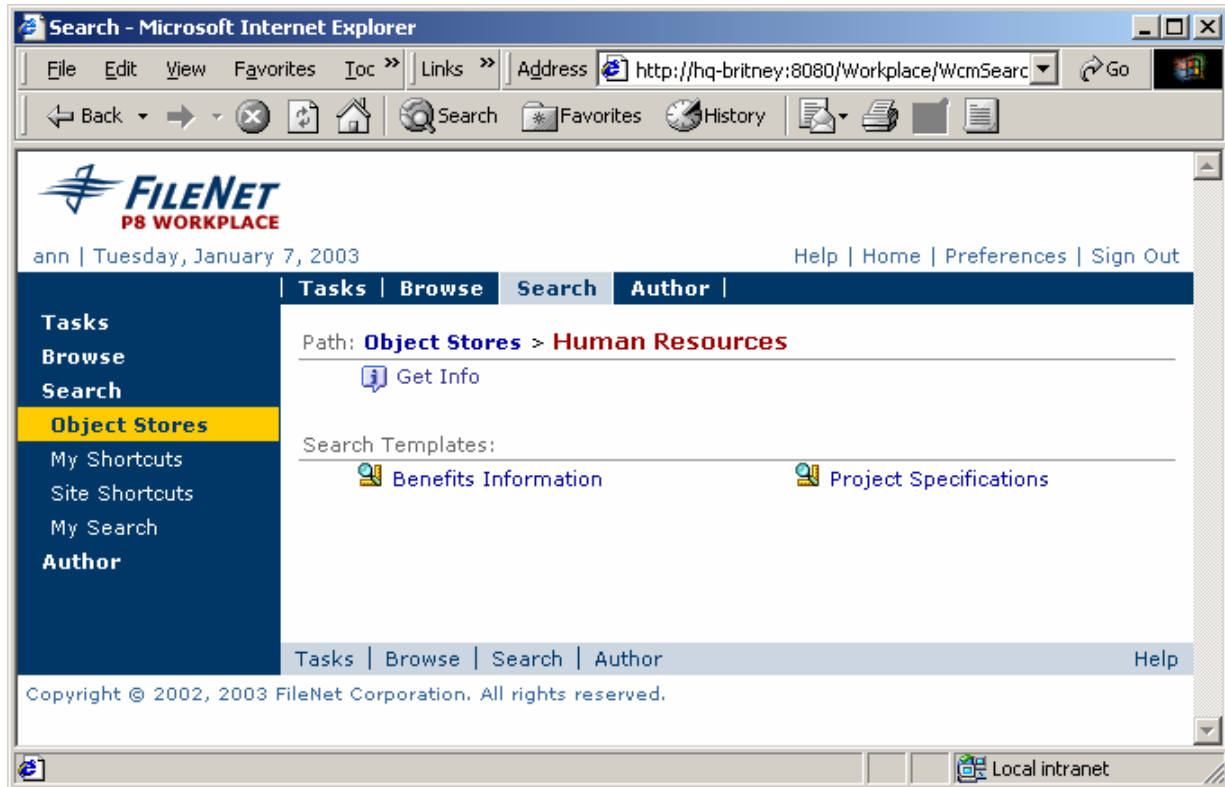 Search - Microsoft Internet Explorer
File Edit View Favorites Toc » Links » Address http://hq-britney:8080/Workplace/WcmSearc Go
Back Search Favorites History
FILENET
P8 WORKPLACE
ann | Tuesday, January 7, 2003 Help | Home | Preferences | Sign Out
| Tasks | Browse Search Author |
Tasks
Browse
Search
Object Stores
My Shortcuts
Site Shortcuts
My Search
Author
Path: Object Stores > Human Resources
Get Info
Search Templates:
Benefits Information Project Specifications
Tasks | Browse | Search | Author Help
Copyright © 2002, 2003 FileNet Corporation. All rights reserved.
Local intranet